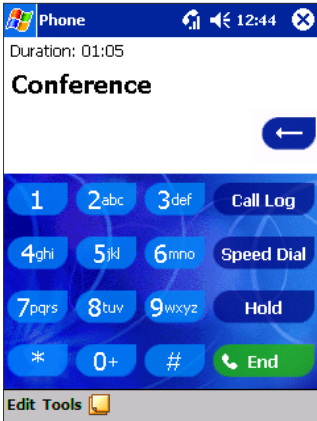 Phone 12:44
Duration: 01:05
Conference
1 2abc 3def Call Log
4ghi 5jkl 6mno Speed Dial
7pqrs 8tuv 9wxyz Hold
* 0+ # End
Edit Tools